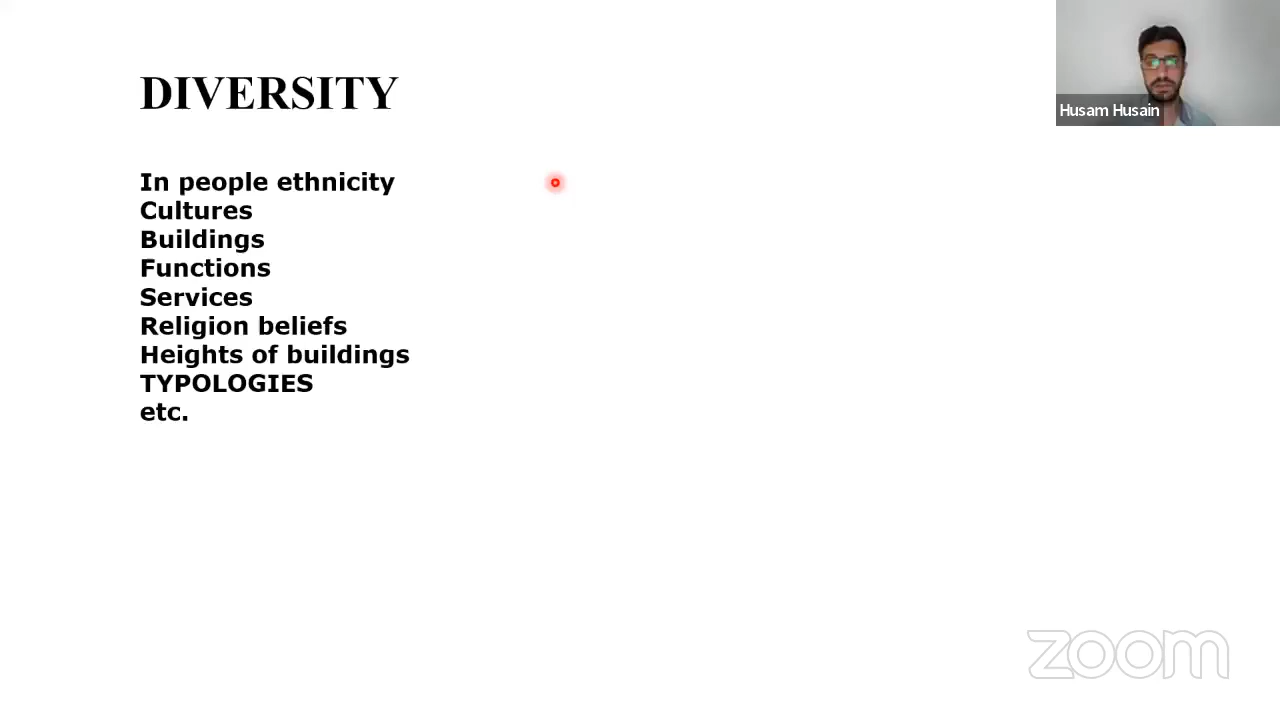 DIVERSITY
Husam Husain
In people ethnicity
Cultures
Buildings
Functions
Services
Religion beliefs
Heights of buildings
TYPOLOGIES
etc.
zoom